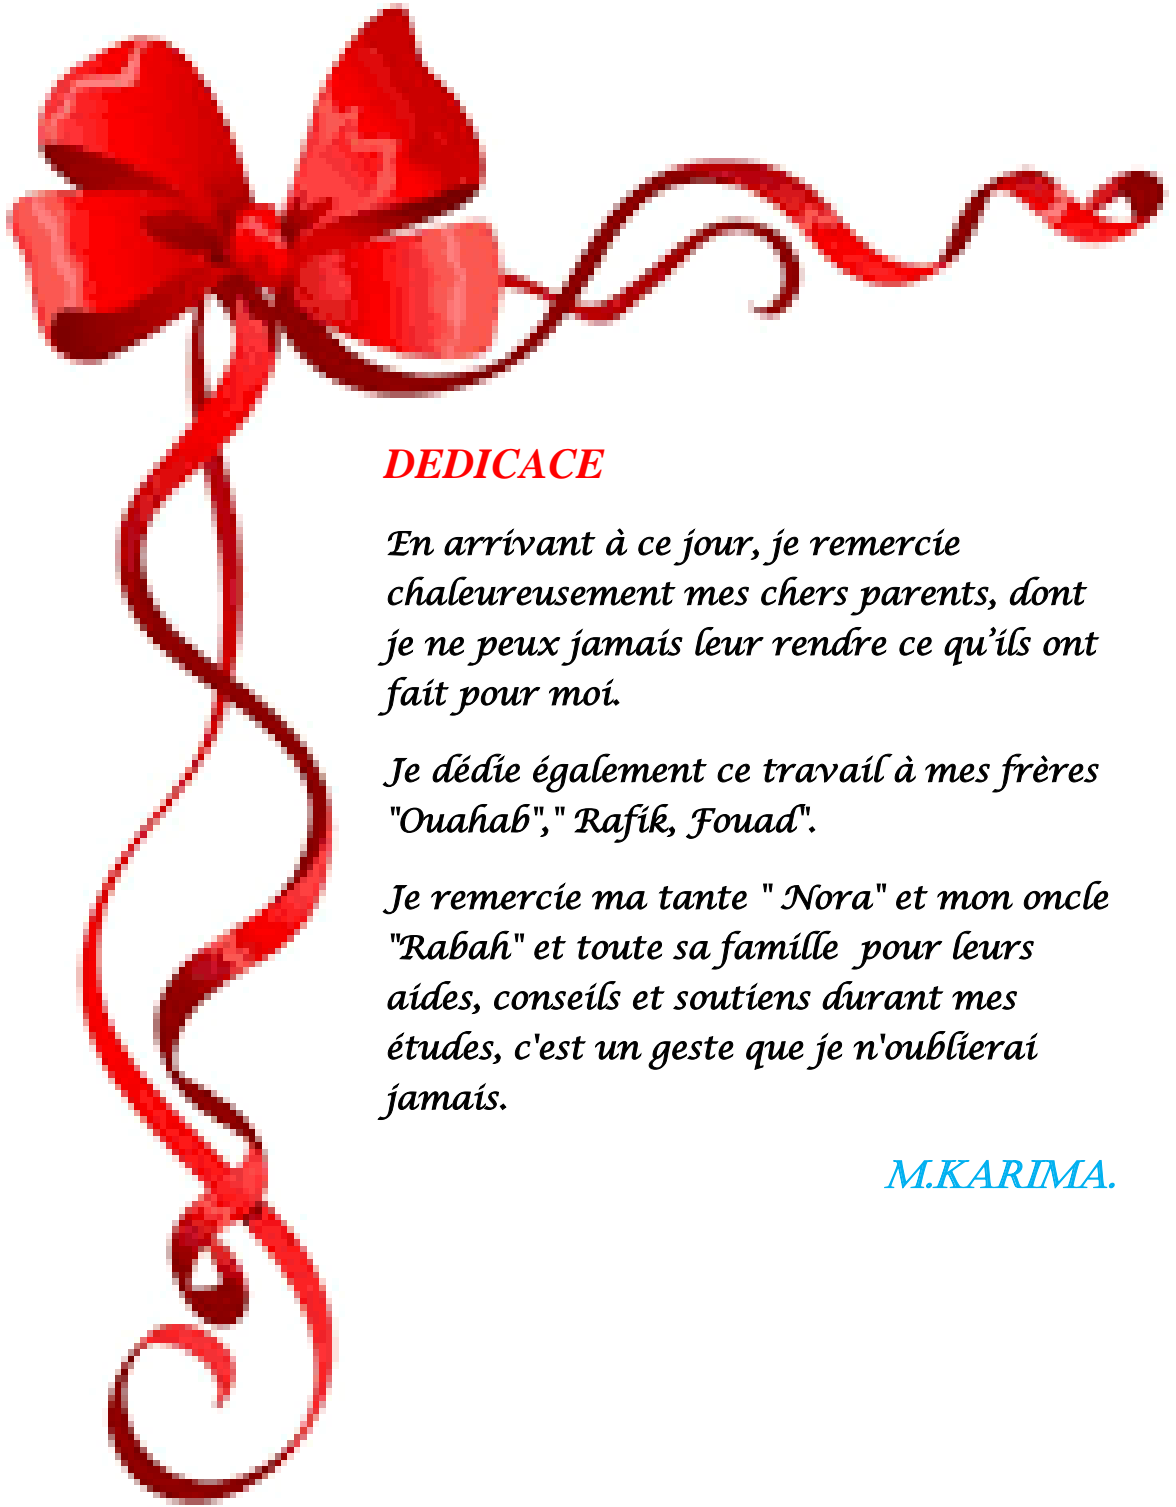 DEDICACE
En arrivant à ce jour, je remercie
chaleureusement mes chers parents, dont
je ne peux jamais leur rendre ce qu’ils ont
fait pour moi.
Je dédie également ce travail à mes frères
"Ouahab"," Rafik, Fouad".
Je remercie ma tante " Nora" et mon oncle
"Rabah" et toute sa famille  pour leurs
aides, conseils et soutiens durant mes
études, c'est un geste que je n'oublierai
jamais.
M.KARIMA.